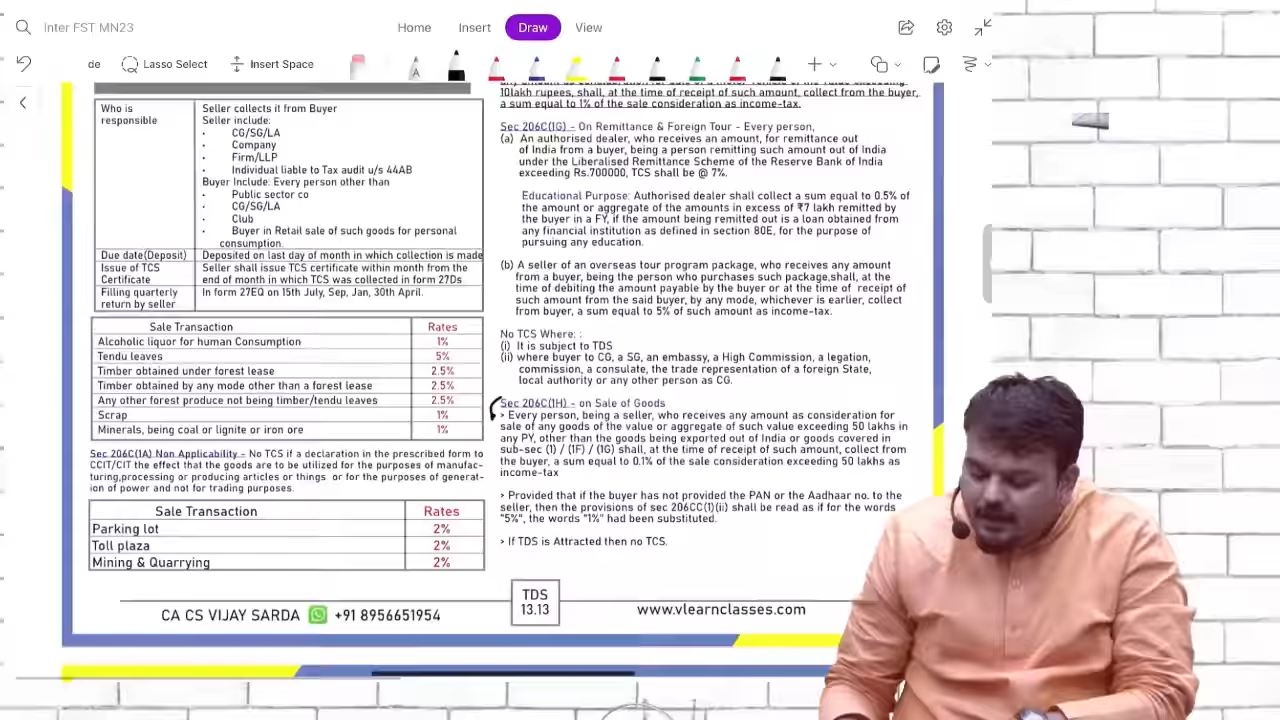 Inter FST MN23
Home Insert Draw View
de Lasso Select Insert Space
A
Who is responsible
Seller collects it from Buyer
Seller include:
• CG/SG/LA
• Company
• Firm/LLP
• Individual liable to Tax audit u/s 44AB
Buyer Include: Every person other than
• Public sector co
• CG/SG/LA
• Club
• Buyer in Retail sale of such goods for personal
consumption.
Due date(Deposit) Deposited on last day of month in which collection is made
Issue of TCS Certificate
Seller shall issue TCS certificate within month from the
end of month in which TCS was collected in form 27Ds
Filling quarterly return by seller
In form 27EQ on 15th July, Sep, Jan, 30th April.
Sale Transaction Rates
Alcoholic liquor for human Consumption 1%
Tendu leaves 5%
Timber obtained under forest lease 2.5%
Timber obtained by any mode other than a forest lease 2.5%
Any other forest produce not being timber/tendu leaves 2.5%
Scrap 1%
Minerals, being coal or lignite or iron ore 1%
Sec 206C(1A) Non Applicability - No TCS if a declaration in the prescribed form to
CCIT/CIT the effect that the goods are to be utilized for the purposes of manufac-
turing,processing or producing articles or things or for the purposes of generat-
ion of power and not for trading purposes.
Sale Transaction Rates
Parking lot 2%
Toll plaza 2%
Mining & Quarrying 2%
10lakh rupees, shall, at the time of receipt of such amount, collect from the buyer,
a sum equal to 1% of the sale consideration as income-tax.
Sec 206C(1G) - On Remittance & Foreign Tour - Every person,
(a) An authorised dealer, who receives an amount, for remittance out
of India from a buyer, being a person remitting such amount out of India
under the Liberalised Remittance Scheme of the Reserve Bank of India
exceeding Rs.700000, TCS shall be @ 7%.
Educational Purpose: Authorised dealer shall collect a sum equal to 0.5% of
the amount or aggregate of the amounts in excess of ₹7 lakh remitted by
the buyer in a FY, if the amount being remitted out is a loan obtained from
any financial institution as defined in section 80E, for the purpose of
pursuing any education.
(b) A seller of an overseas tour program package, who receives any amount
from a buyer, being the person who purchases such package,shall, at the
time of debiting the amount payable by the buyer or at the time of receipt of
such amount from the said buyer, by any mode, whichever is earlier, collect
from buyer, a sum equal to 5% of such amount as income-tax.
No TCS Where: :
(i) It is subject to TDS
(ii) where buyer to CG, a SG, an embassy, a High Commission, a legation,
commission, a consulate, the trade representation of a foreign State,
local authority or any other person as CG.
Sec 206C(1H) - on Sale of Goods
> Every person, being a seller, who receives any amount as consideration for
sale of any goods of the value or aggregate of such value exceeding 50 lakhs in
any PY, other than the goods being exported out of India or goods covered in
sub-sec (1) / (1F) / (1G) shall, at the time of receipt of such amount, collect from
the buyer, a sum equal to 0.1% of the sale consideration exceeding 50 lakhs as
income-tax
> Provided that if the buyer has not provided the PAN or the Aadhaar no. to the
seller, then the provisions of sec 206CC(1)(ii) shall be read as if for the words
"5%", the words "1%" had been substituted.
> If TDS is Attracted then no TCS.
CA CS VIJAY SARDA +91 8956651954
TDS
13.13
www.vlearnclasses.com